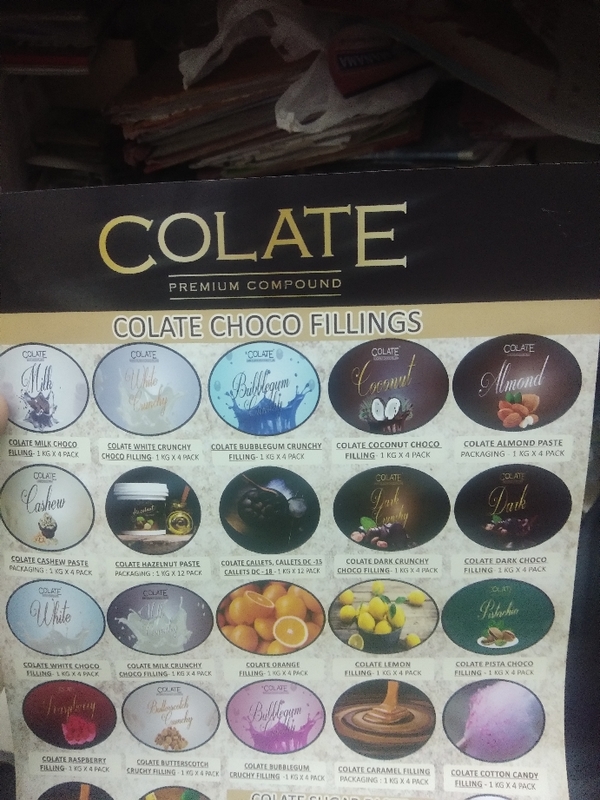 COLATE
PREMIUM COMPOUND
COLATE CHOCO FILLINGS
COLATE
Milk
COLATE
White
Crunchy
COLATE
Bubblegum
COLATE
Coconut
COLATE
Almond
COLATE MILK CHOCO
FILLING- 1 KG X 4 PACK
COLATE WHITE CRUNCHY
CHOCO FILLING- 1 KG X 4 PACK
COLATE BUBBLEGUM CRUNCHY
FILLING- 1 KG X 4 PACK
COLATE COCONUT CHOCO
FILLING- 1 KG X 4 PACK
COLATE ALMOND PASTE
PACKAGING - 1 KG X 4 PACK
COLATE
Cashew
COLATE
Dark
Crunchy
COLATE
Dark
COLATE CASHEW PASTE
PACKAGING : 1 KG X 4 PACK
COLATE HAZELNUT PASTE
PACKAGING : 1 KG X 12 PACK
COLATE CALLETS, CALLETS DC -15
CALLETS DC - 18 - 1 KG X 12 PACK
COLATE DARK CRUNCHY
CHOCO FILLING- 1 KG X 4 PACK
COLATE DARK CHOCO
FILLING- 1 KG X 4 PACK
COLATE
White
COLATE
COLATE
Pistachio
COLATE WHITE CHOCO
FILLING- 1 KG X 4 PACK
COLATE MILK CRUNCHY
CHOCO FILLING- 1 KG X 4 PACK
COLATE ORANGE
FILLING- 1 KG X 4 PACK
COLATE LEMON
FILLING- 1 KG X 4 PACK
COLATE PISTA CHOCO
FILLING - 1 KG X 4 PACK
Raspberry
COLATE
Butterscotch
Crunchy
COLATE
Bubblegum
COLATE RASPBERRY
FILLING- 1 KG X 4 PACK
COLATE BUTTERSCOTCH
CRUCHY FILLING -1 KG X 4 PACK
COLATE BUBBLEGUM
CRUCHY FILLING -1 KG X 4 PACK
COLATE CARAMEL FILLING
PACKAGING : 1 KG X 4 PACK
COLATE COTTON CANDY
FILLING - 1 KG X 4 PACK